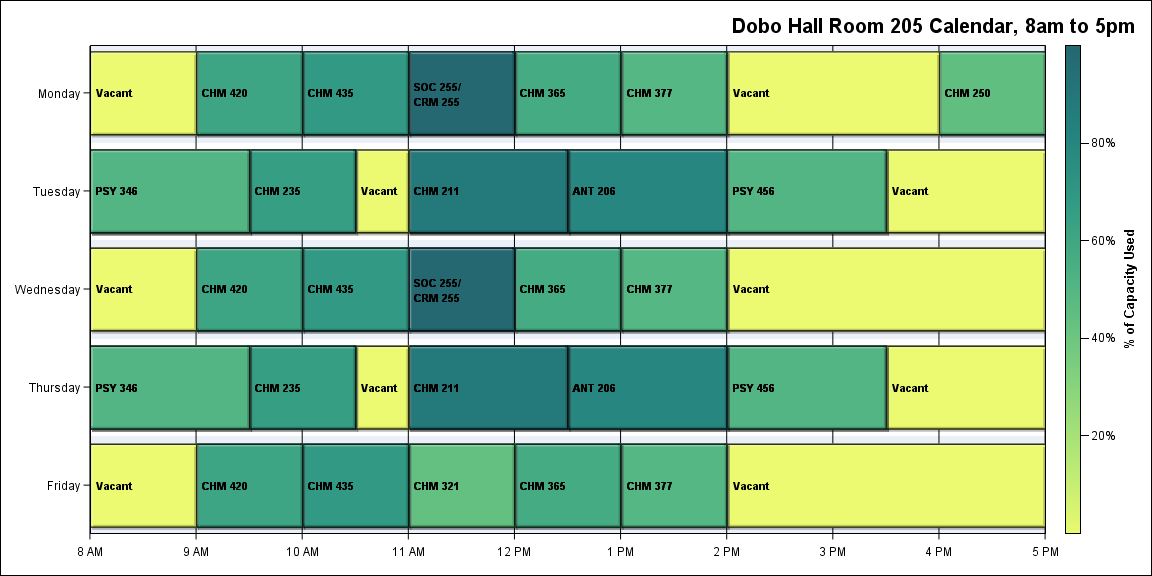 Dobo Hall Room 205 Calendar, 8am to 5pm
Monday
Vacant
CHM 420
CHM 435
SOC 255/
CRM 255
CHM 365
CHM 377
Vacant
CHM 250
Tuesday
PSY 346
CHM 235
Vacant
CHM 211
ANT 206
PSY 456
Vacant
Wednesday
Vacant
CHM 420
CHM 435
SOC 255/
CRM 255
CHM 365
CHM 377
Vacant
Thursday
PSY 346
CHM 235
Vacant
CHM 211
ANT 206
PSY 456
Vacant
Friday
Vacant
CHM 420
CHM 435
CHM 321
CHM 365
CHM 377
Vacant
8 AM
9 AM
10 AM
11 AM
12 PM
1 PM
2 PM
3 PM
4 PM
5 PM
80%
60%
40%
20%
% of Capacity Used